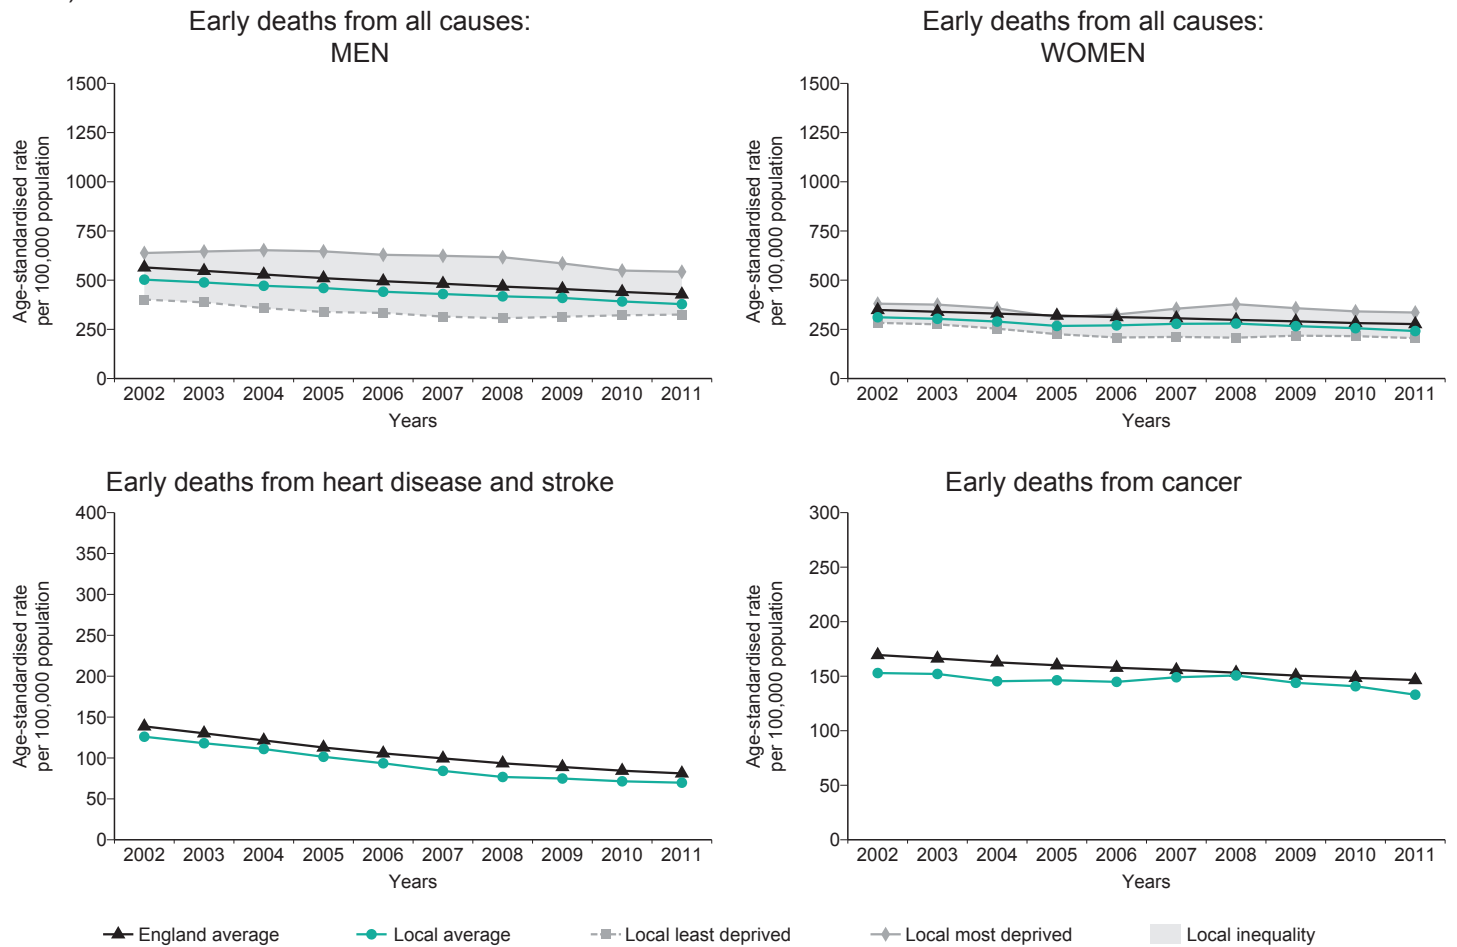 Early deaths from all causes:
MEN
1500
1250
1000
750
500
250
0
Age-standardised rate
per 100,000 population
2002 2003 2004 2005 2006 2007 2008 2009 2010 2011
Years
Early deaths from all causes:
WOMEN
1500
1250
1000
750
500
250
0
Age-standardised rate
per 100,000 population
2002 2003 2004 2005 2006 2007 2008 2009 2010 2011
Years
Early deaths from heart disease and stroke
400
350
300
250
200
150
100
50
0
Age-standardised rate
per 100,000 population
2002 2003 2004 2005 2006 2007 2008 2009 2010 2011
Years
Early deaths from cancer
300
250
200
150
100
50
0
Age-standardised rate
per 100,000 population
2002 2003 2004 2005 2006 2007 2008 2009 2010 2011
Years
England average Local average Local least deprived Local most deprived Local inequality